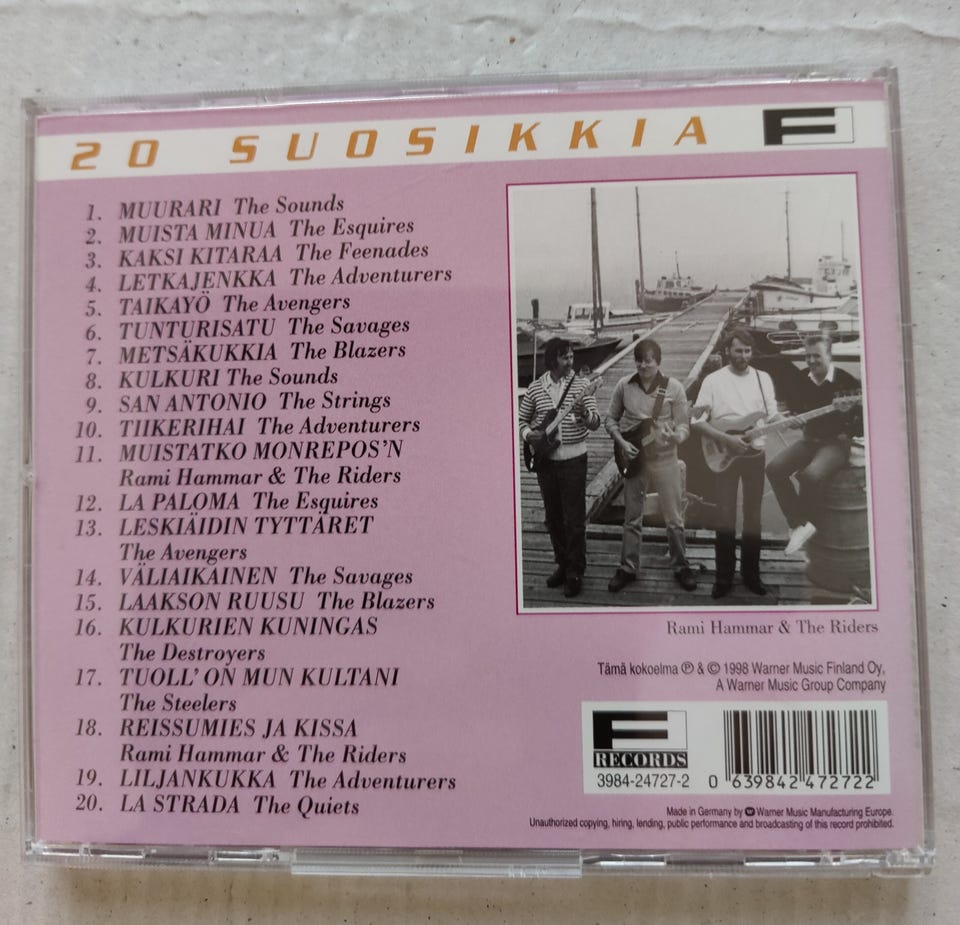 20 SUOSIKKIA F
1. MUURARI The Sounds
2. MUISTA MINUA The Esquires
3. KAKSI KITARAA The Feenades
4. LETKAJENKKA The Adventurers
5. TAIKAYÖ The Avengers
6. TUNTURISATU The Savages
7. METSÄKUKKIA The Blazers
8. KULKURI The Sounds
9. SAN ANTONIO The Strings
10. TIIKERIHAI The Adventurers
11. MUISTATKO MONREPOS'N
Rami Hammar & The Riders
12. LA PALOMA The Esquires
13. LESKIÄIDIN TYTTÄRET
The Avengers
14. VÄLIAIKAINEN The Savages
15. LAAKSON RUUSU The Blazers
16. KULKURIEN KUNINGAS
The Destroyers
17. TUOLL' ON MUN KULTANI
The Steelers
18. REISSUMIES JA KISSA
Rami Hammar & The Riders
19. LILJANKUKKA The Adventurers
20. LA STRADA The Quiets
Rami Hammar & The Riders
Tämä kokoelma ℗ & © 1998 Warner Music Finland Oy,
A Warner Music Group Company
F
RECORDS
3984-24727-2
0 639842 472722
Made in Germany by Warner Music Manufacturing Europe.
Unauthorized copying, hiring, lending, public performance and broadcasting of this record prohibited.